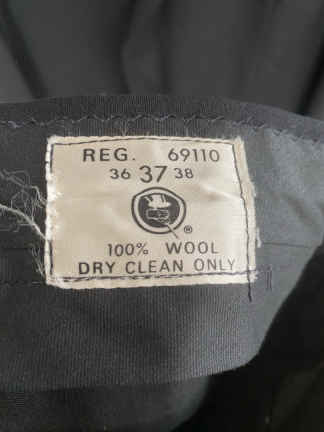 REG. 69110
36 37 38
®
100% WOOL
DRY CLEAN ONLY